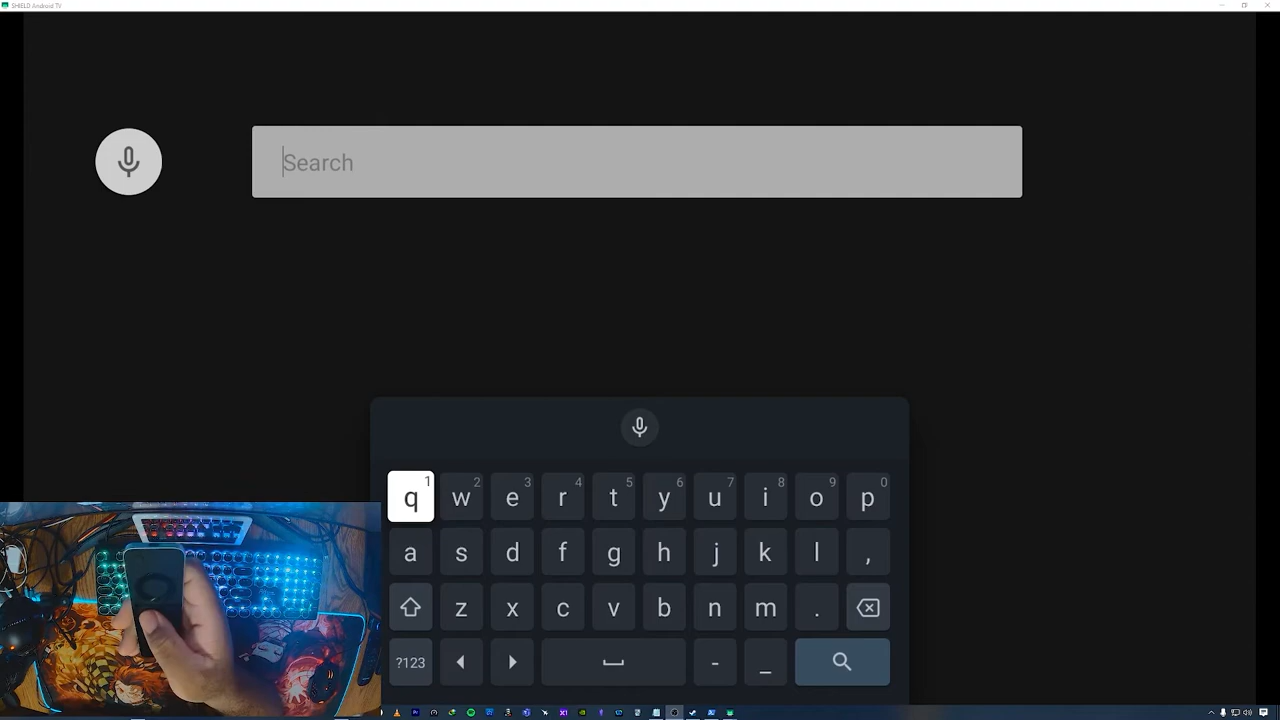 SHIELD Android TV
Search
q 1 w 2 e 3 r 4 t 5 y 6 u 7 i 8 o 9 p 0
a s d f g h j k l ,
z x c v b n m .
?123 - _